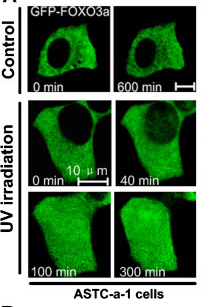 Control
GFP-FOXO3a
0 min
600 min
UV irradiation
0 min
10 μm
40 min
100 min
300 min
ASTC-a-1 cells